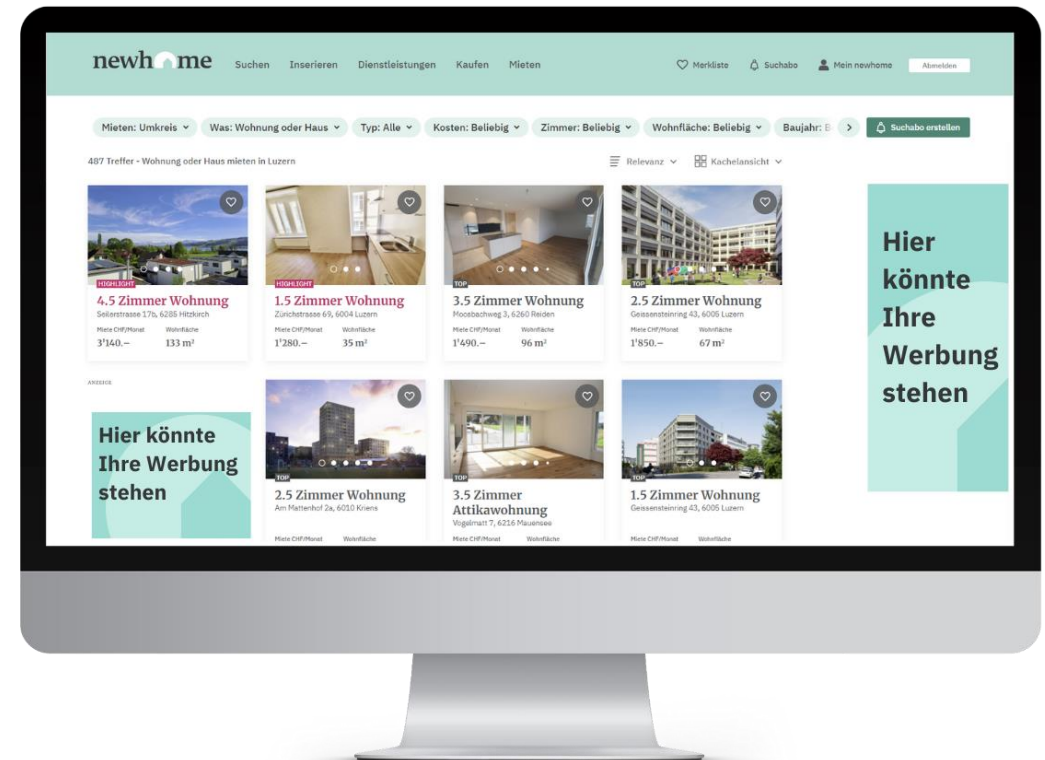 newhome
Suchen Inserieren Dienstleistungen Kaufen Mieten
Merkliste Suchabo Mein newhome Abmelden
Mieten: Umkreis Was: Wohnung oder Haus Typ: Alle Kosten: Beliebig Zimmer: Beliebig Wohnfläche: Beliebig Baujahr: B
Suchabo erstellen
487 Treffer - Wohnung oder Haus mieten in Luzern
Relevanz Kachelansicht
HIGHLIGHT
4.5 Zimmer Wohnung
Seilerstrasse 17b, 6285 Hitzkirch
Miete CHF/Monat Wohnfläche
3'140.– 133 m²
HIGHLIGHT
1.5 Zimmer Wohnung
Zürichstrasse 69, 6004 Luzern
Miete CHF/Monat Wohnfläche
1'280.– 35 m²
TOP
3.5 Zimmer Wohnung
Moosbachweg 3, 6260 Reiden
Miete CHF/Monat Wohnfläche
1'490.– 96 m²
TOP
2.5 Zimmer Wohnung
Geissensteinring 43, 6005 Luzern
Miete CHF/Monat Wohnfläche
1'850.– 67 m²
Hier
könnte
Ihre
Werbung
stehen
ANZEIGE
Hier könnte
Ihre Werbung
stehen
TOP
2.5 Zimmer Wohnung
Am Mattenhof 2a, 6010 Kriens
Miete CHF/Monat Wohnfläche
TOP
3.5 Zimmer
Attikawohnung
Vogelmatt 7, 6216 Mauensee
Miete CHF/Monat Wohnfläche
TOP
1.5 Zimmer Wohnung
Geissensteinring 43, 6005 Luzern
Miete CHF/Monat Wohnfläche